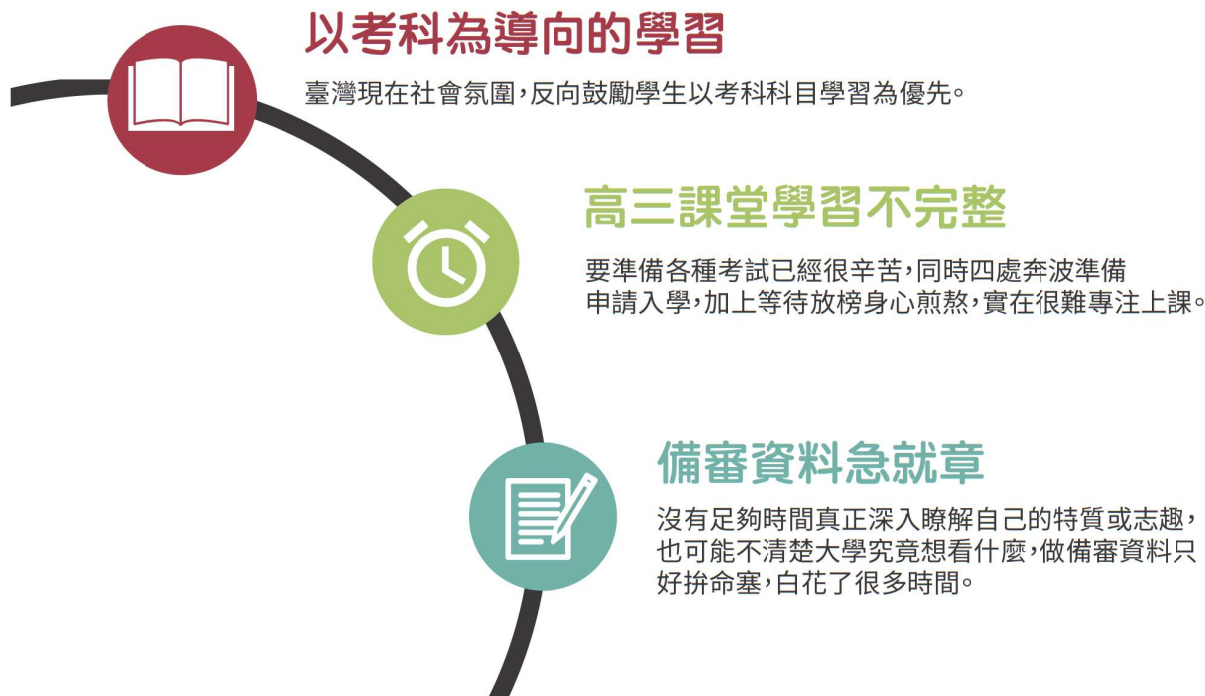 以考科為導向的學習
臺灣現在社會氛圍，反向鼓勵學生以考科科目學習為優先。
高三課堂學習不完整
要準備各種考試已經很辛苦，同時四處奔波準備
申請入學，加上等待放榜身心煎熬，實在很難專注上課。
備審資料急就章
沒有足夠時間真正深入瞭解自己的特質或志趣，
也可能不清楚大學究竟想看什麼，做備審資料只
好拚命塞，白花了很多時間。